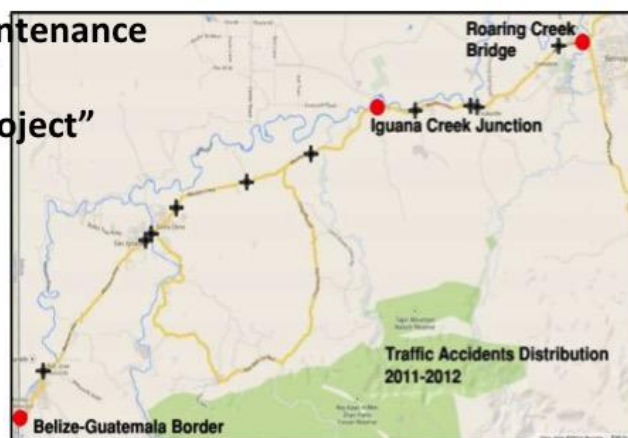 ntenance
oject”
Roaring Creek
Bridge
Iguana Creek Junction
Traffic Accidents Distribution
2011-2012
Belize-Guatemala Border